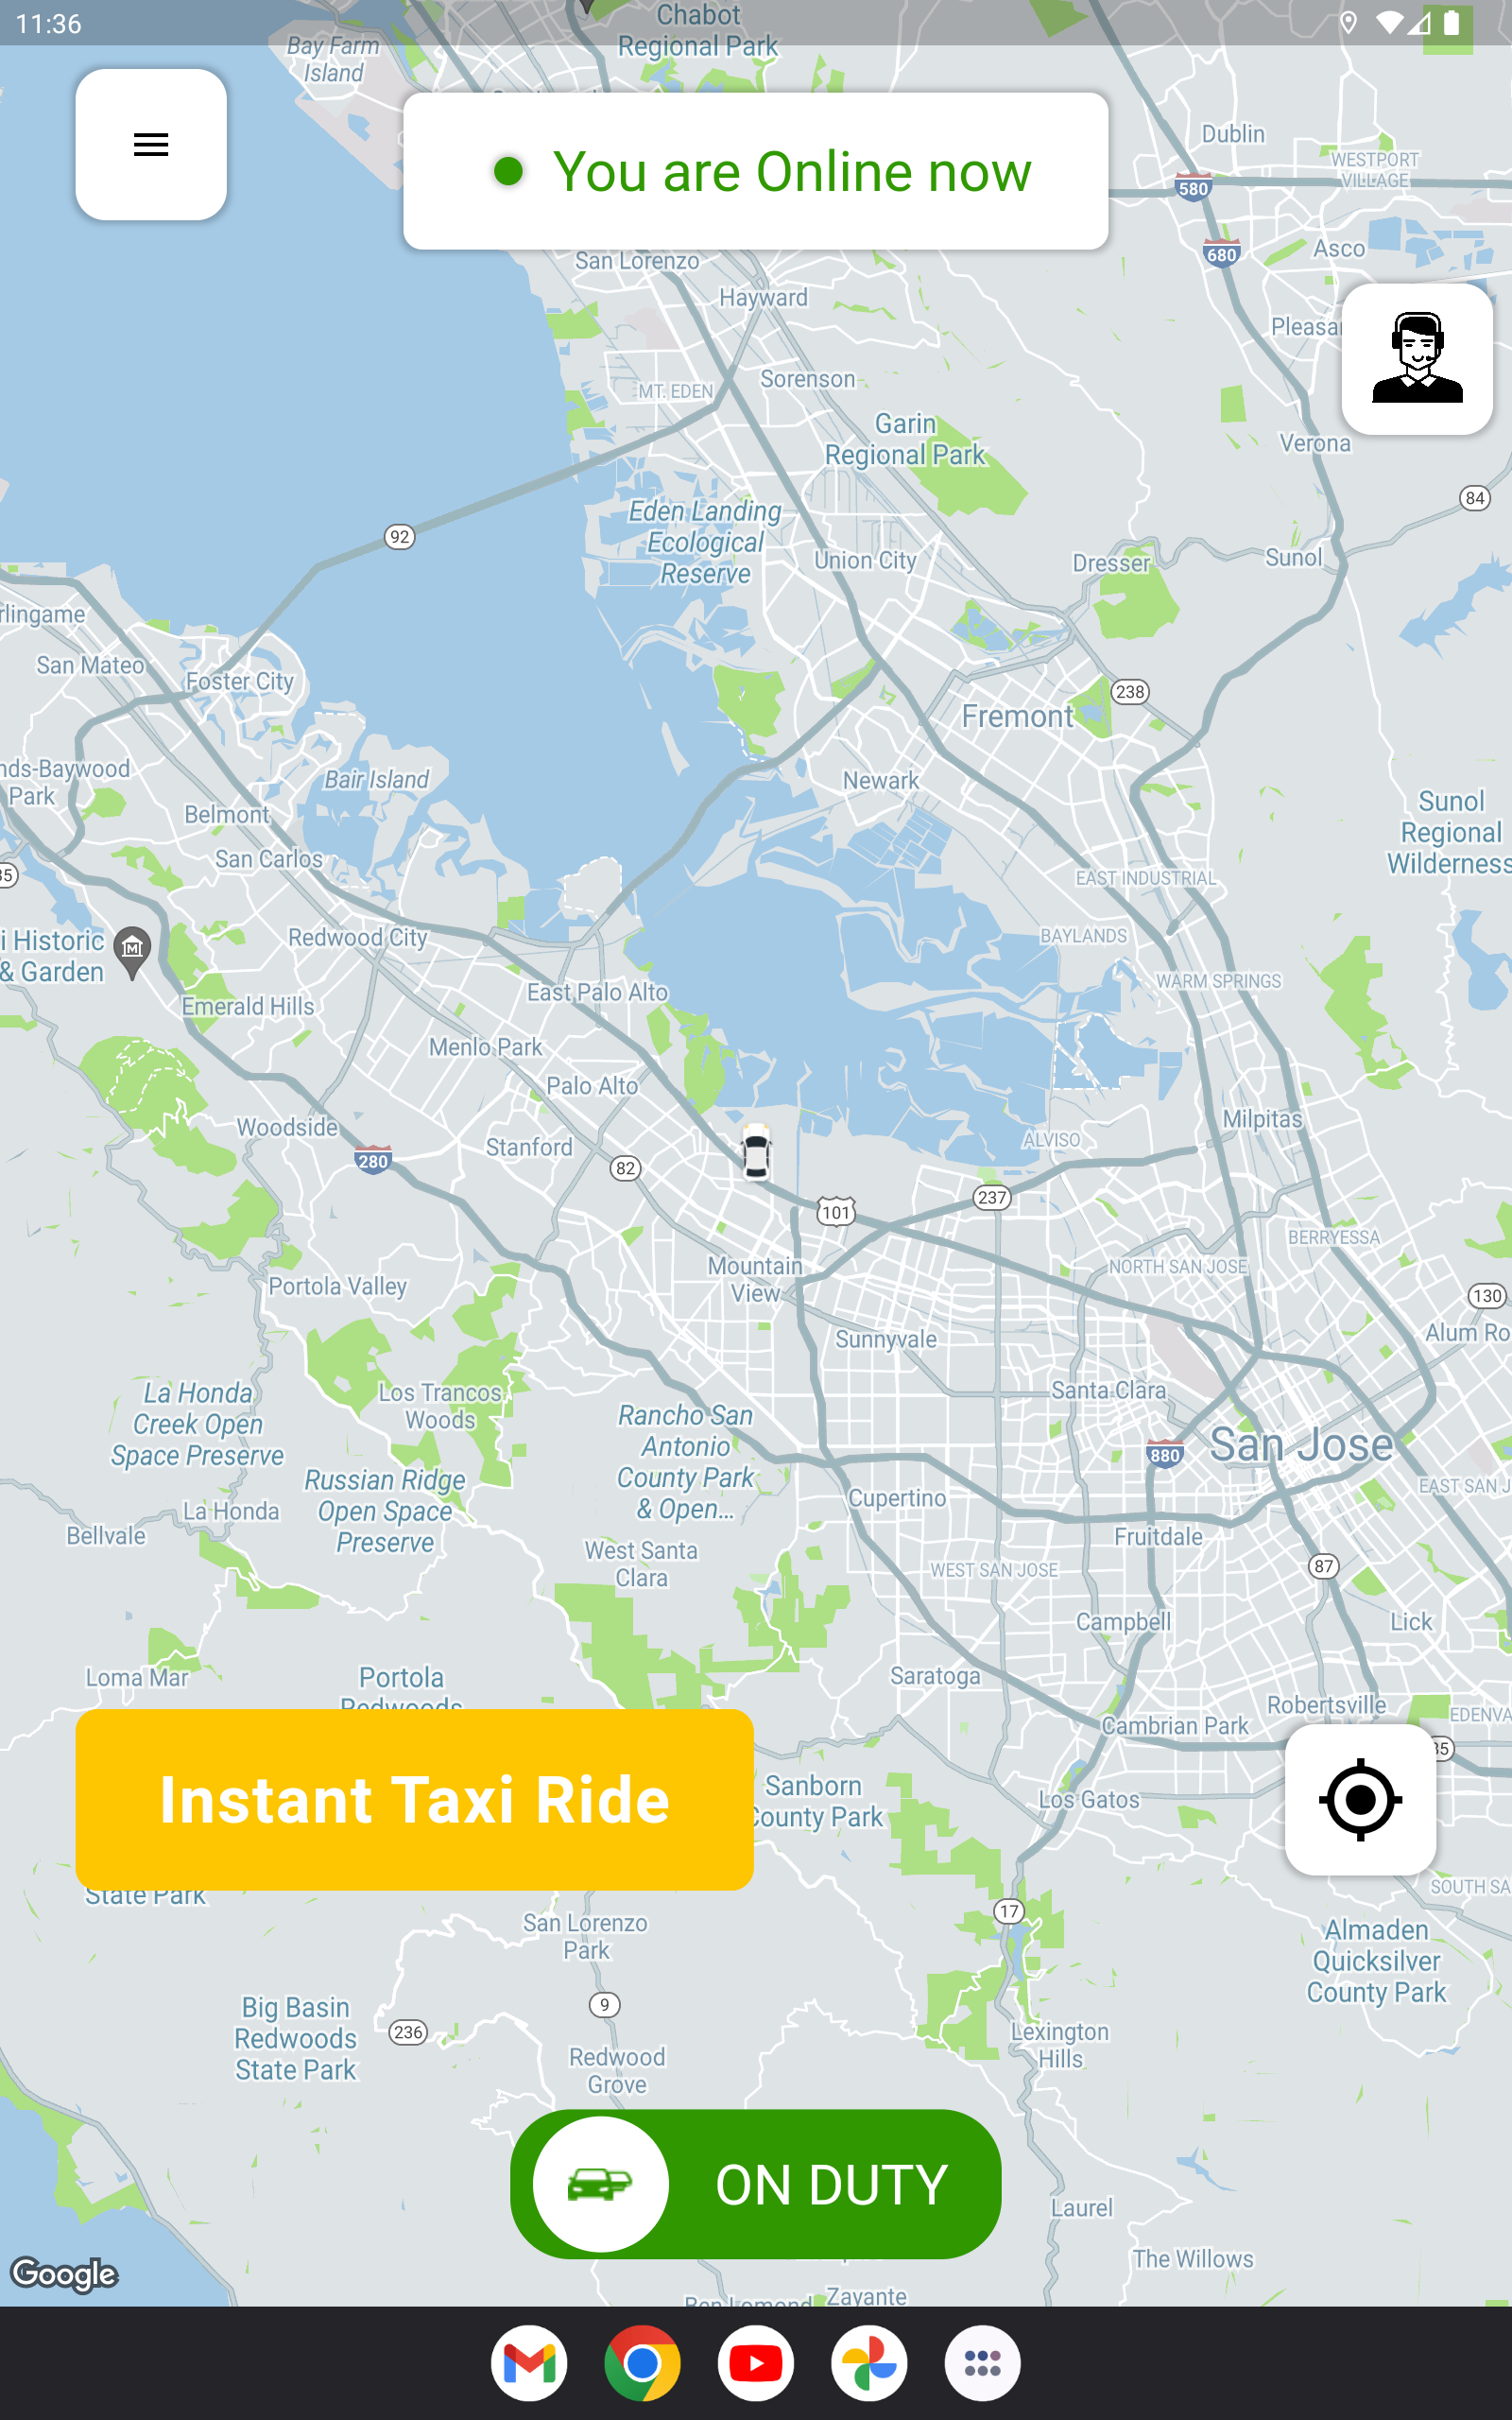 11:36
Chabot
Regional Park
Bay Farm
Island
You are Online now
Dublin
WESTPORT
VILLAGE
580
680
Asco
San Lorenzo
Hayward
Sorenson
MT. EDEN
Garin
Regional Park
Verona
84
Eden Landing
Ecological
Reserve
92
Union City
Dresser
Sunol
lingame
San Mateo
Foster City
238
Fremont
nds-Baywood
Park
Bair Island
Newark
Belmont
Sunol
Regional
Wilderness
San Carlos
EAST INDUSTRIAL
35
BAYLANDS
Redwood City
i Historic
& Garden
WARM SPRINGS
East Palo Alto
Emerald Hills
Menlo Park
Palo Alto
Milpitas
Woodside
Stanford
ALVISO
280
82
237
101
BERRYESSA
Mountain
View
NORTH SAN JOSE
Portola Valley
130
Alum Ro
Sunnyvale
La Honda
Creek Open
Space Preserve
Los Trancos
Woods
Santa Clara
Rancho San
Antonio
County Park
& Open...
San Jose
880
Russian Ridge
Open Space
Preserve
EAST SAN J
Cupertino
La Honda
Bellvale
Fruitdale
West Santa
Clara
WEST SAN JOSE
87
Campbell
Lick
Loma Mar
Portola
Redwoods
Saratoga
Robertsville
EDENVA
Cambrian Park
85
Instant Taxi Ride
Sanborn
County Park
Los Gatos
State Park
SOUTH SA
17
San Lorenzo
Park
Almaden
Quicksilver
County Park
9
Big Basin
Redwoods
State Park
236
Lexington
Hills
Redwood
Grove
ON DUTY
Laurel
The Willows
Google
Ben Lomond
Zayante